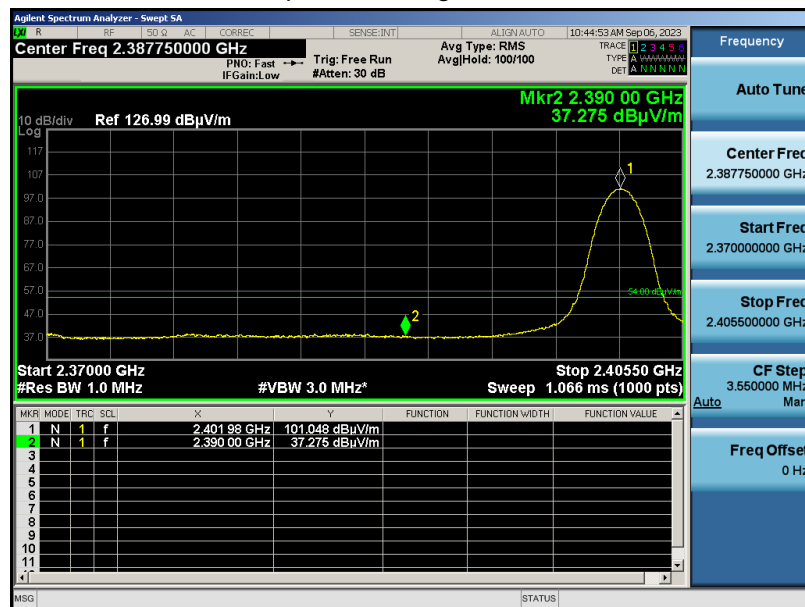 Agilent Spectrum Analyzer - Swept SA
LXI R RF 50 Ω AC CORREC SENSE:INT ALIGN AUTO 10:44:53 AM Sep 06, 2023
Center Freq 2.387750000 GHz
PNO: Fast
IFGain:Low
Trig: Free Run
#Atten: 30 dB
Avg Type: RMS
Avg|Hold: 100/100
TRACE 1 2 3 4 5 6
TYPE A WWWWW
DET A N N N N N
Mkr2 2.390 00 GHz
10 dB/div Ref 126.99 dBµV/m 37.275 dBµV/m
Log
117
107
97.0
87.0
77.0
67.0
57.0
47.0
37.0
1
54.00 dBµV/m
2
Start 2.37000 GHz Stop 2.40550 GHz
#Res BW 1.0 MHz #VBW 3.0 MHz* Sweep 1.066 ms (1000 pts)
MKR MODE TRC SCL X Y FUNCTION FUNCTION WIDTH FUNCTION VALUE
1 N 1 f 2.401 98 GHz 101.048 dBµV/m
2 N 1 f 2.390 00 GHz 37.275 dBµV/m
3
4
5
6
7
8
9
10
11
MSG STATUS
Frequency
Auto Tune
Center Freq
2.387750000 GHz
Start Freq
2.370000000 GHz
Stop Freq
2.405500000 GHz
CF Step
3.550000 MHz
Auto Man
Freq Offset
0 Hz